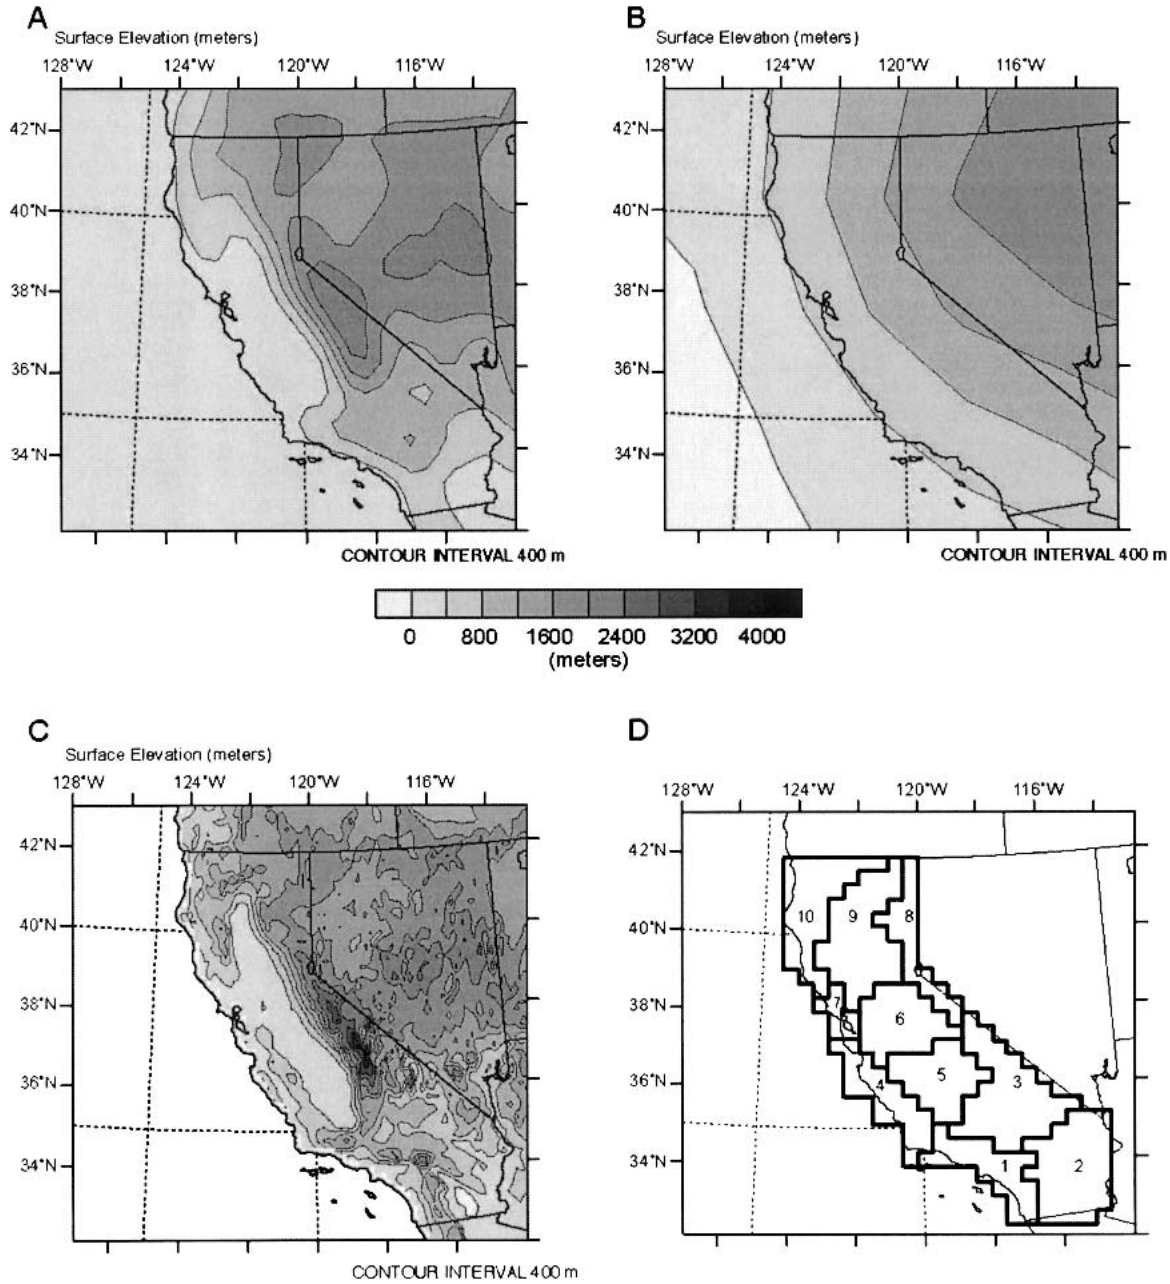 A
B
Surface Elevation (meters)
Surface Elevation (meters)
128°W 124°W 120°W 116°W
128°W 124°W 120°W 116°W
42°N
42°N
40°N
40°N
38°N
38°N
36°N
36°N
34°N
34°N
CONTOUR INTERVAL 400 m
CONTOUR INTERVAL 400 m
0 800 1600 2400 3200 4000
(meters)
C
D
Surface Elevation (meters)
128°W 124°W 120°W 116°W
128°W 124°W 120°W 116°W
42°N
42°N
10 9 8
40°N
40°N
38°N
38°N
7
6
36°N
36°N
5
4
3
34°N
34°N
1
2
CONTOUR INTERVAL 400 m